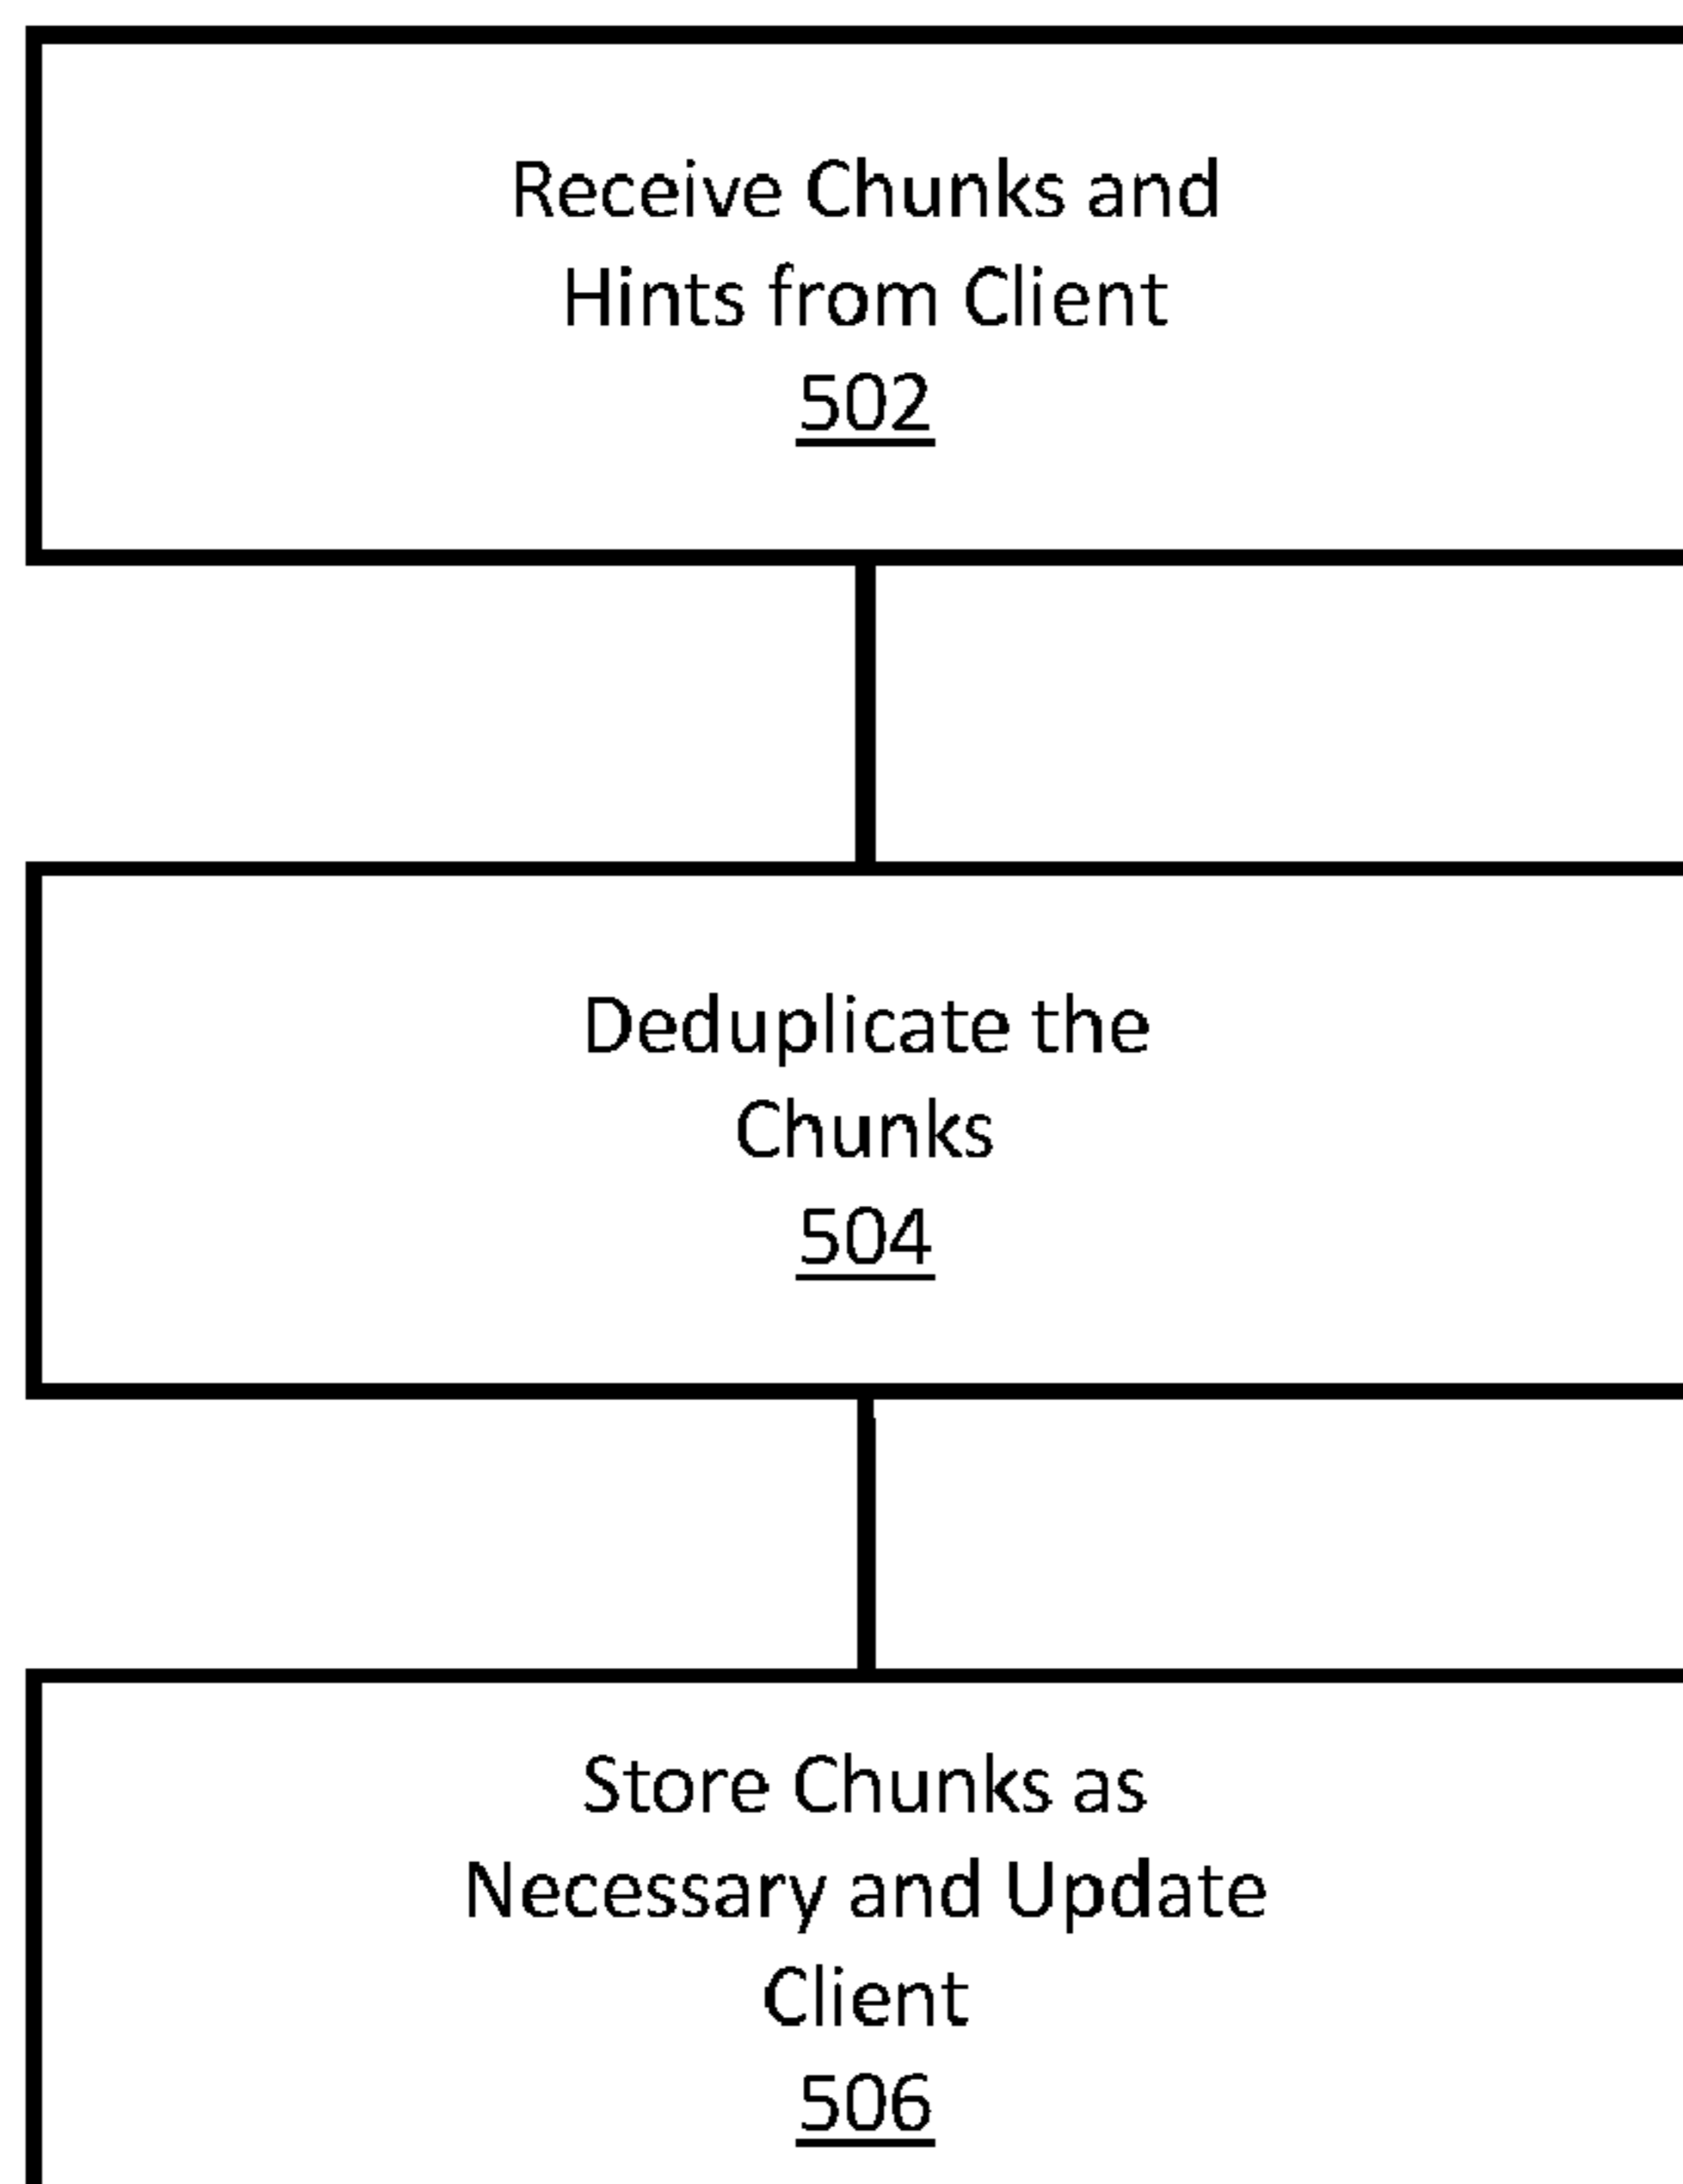 Receive Chunks and
Hints from Client
502
Deduplicate the
Chunks
504
Store Chunks as
Necessary and Update
Client
506